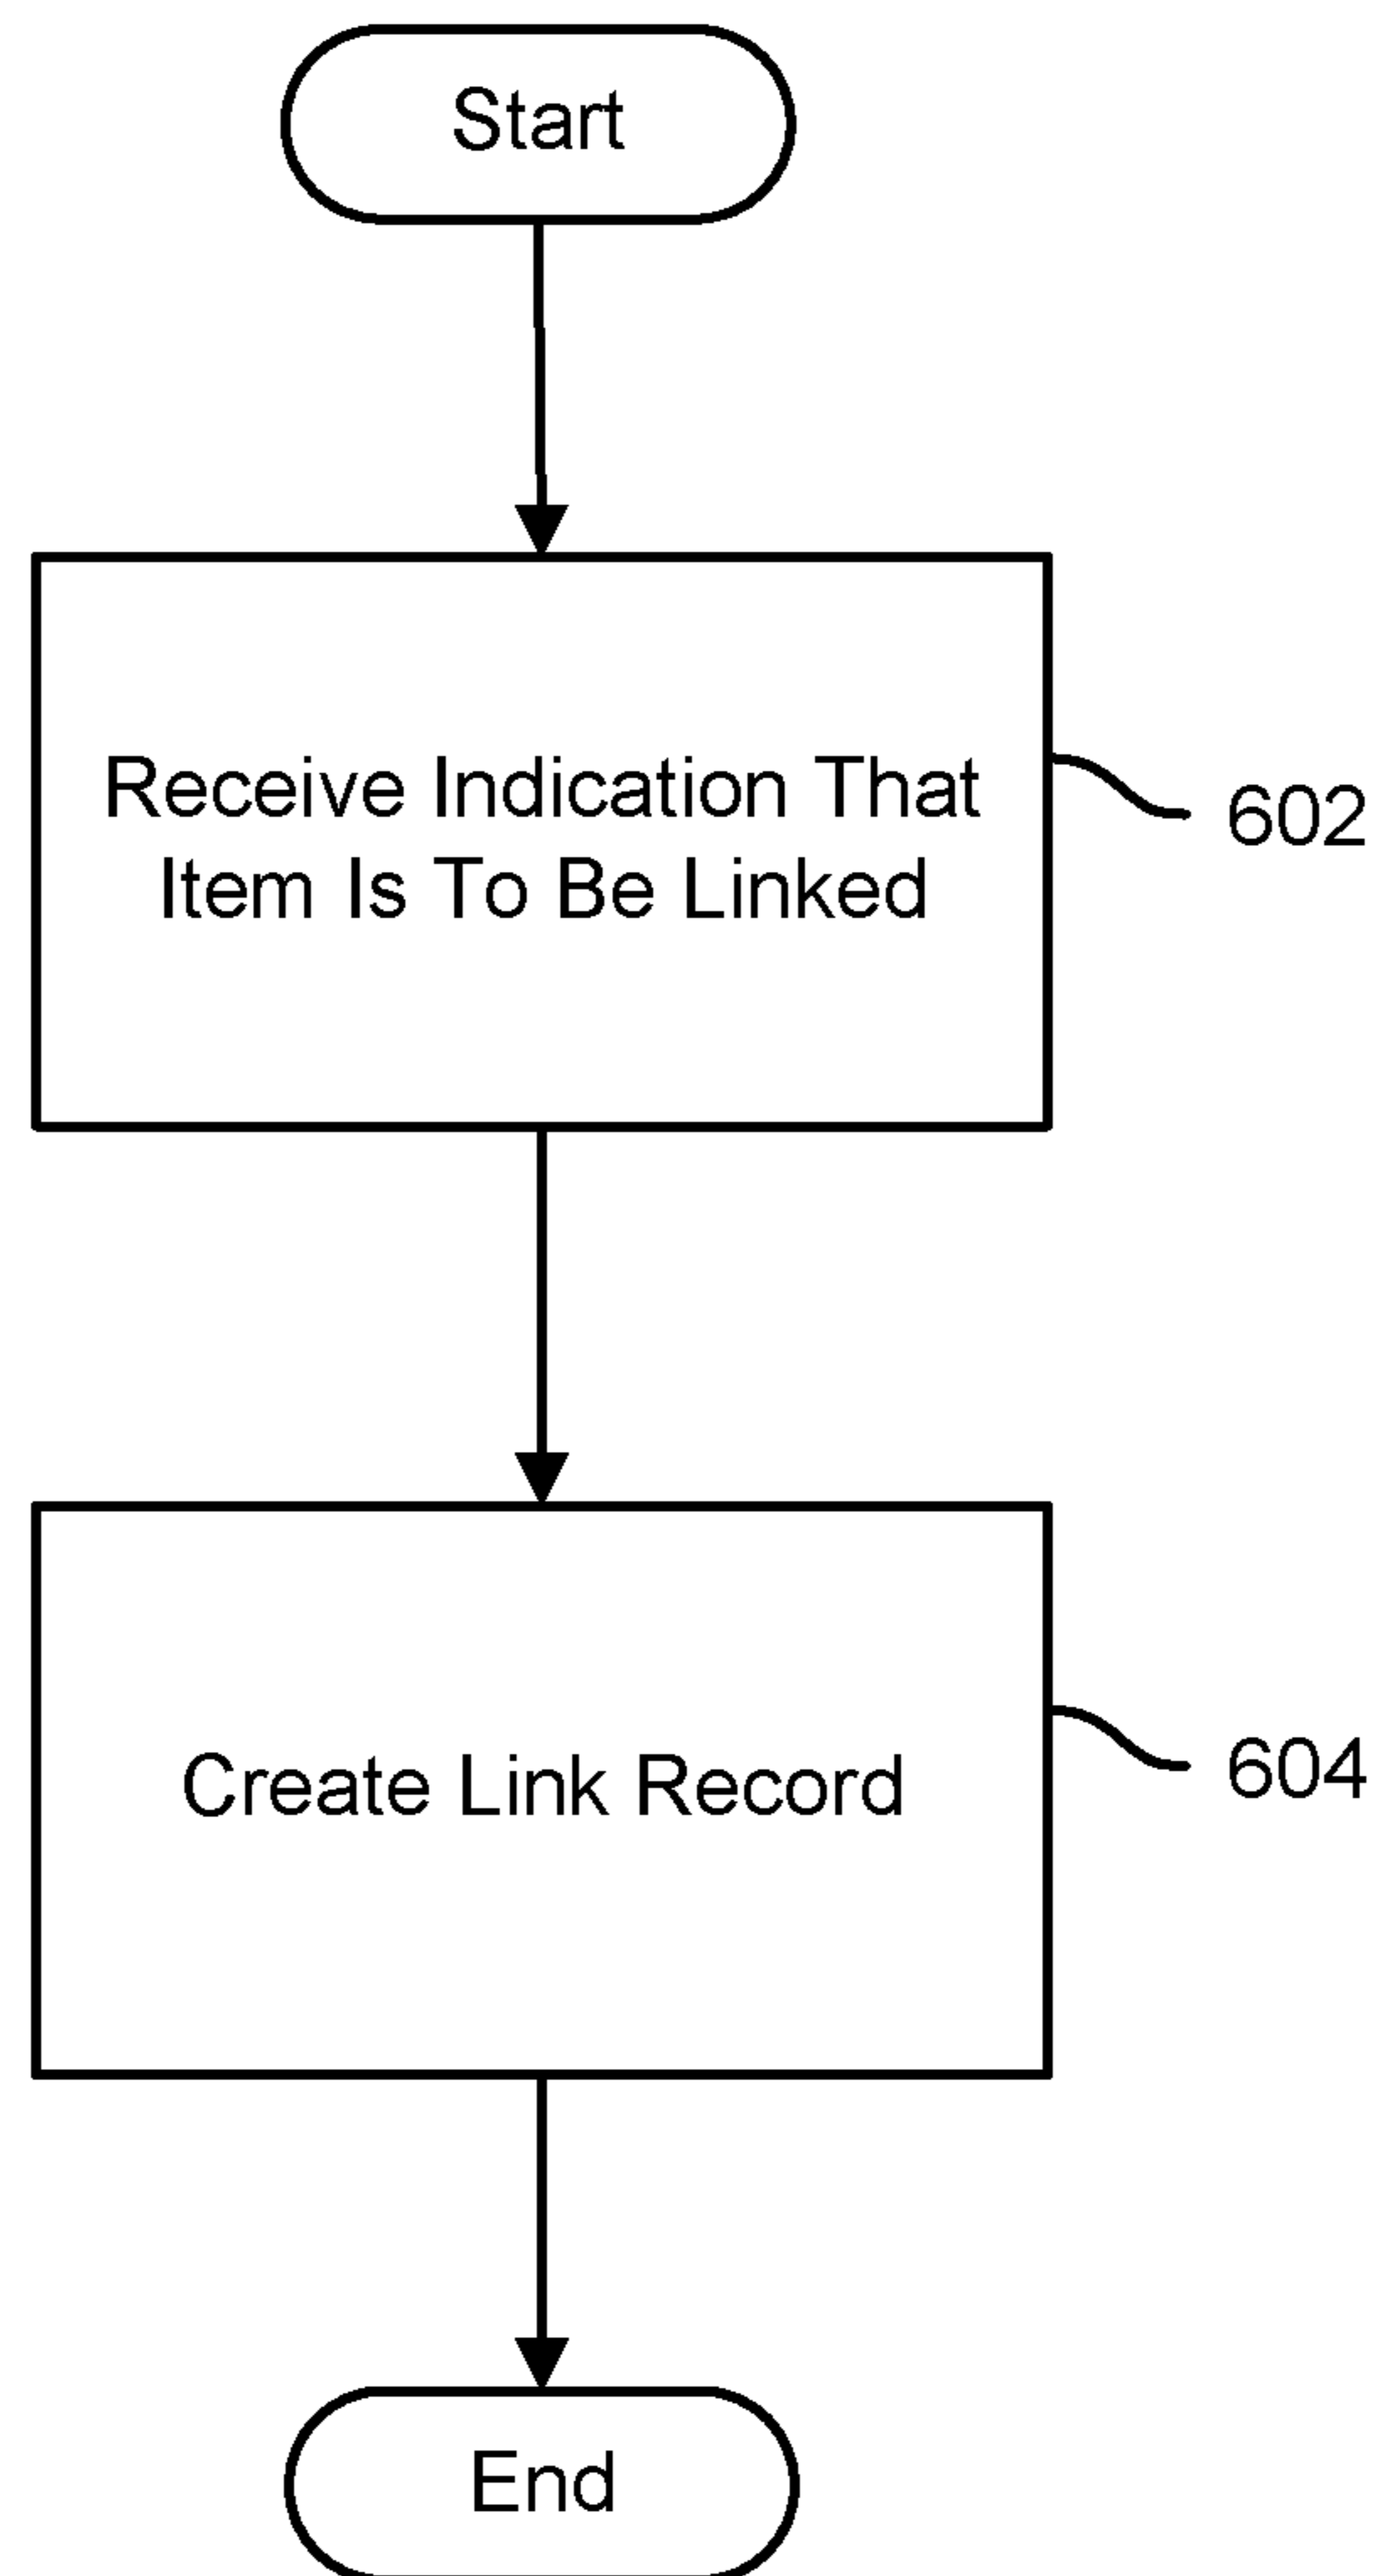 Start
Receive Indication That
Item Is To Be Linked
602
Create Link Record
604
End